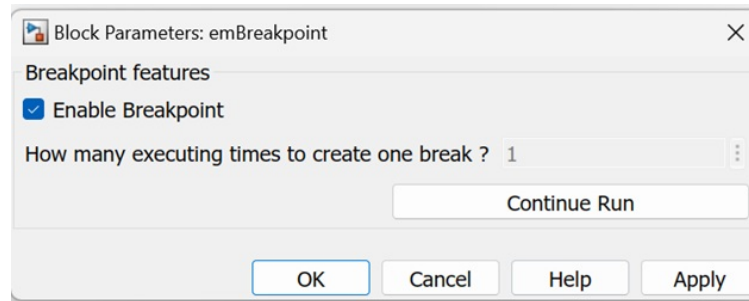 Block Parameters: emBreakpoint
Breakpoint features
Enable Breakpoint
How many executing times to create one break ? 1
Continue Run
OK Cancel Help Apply